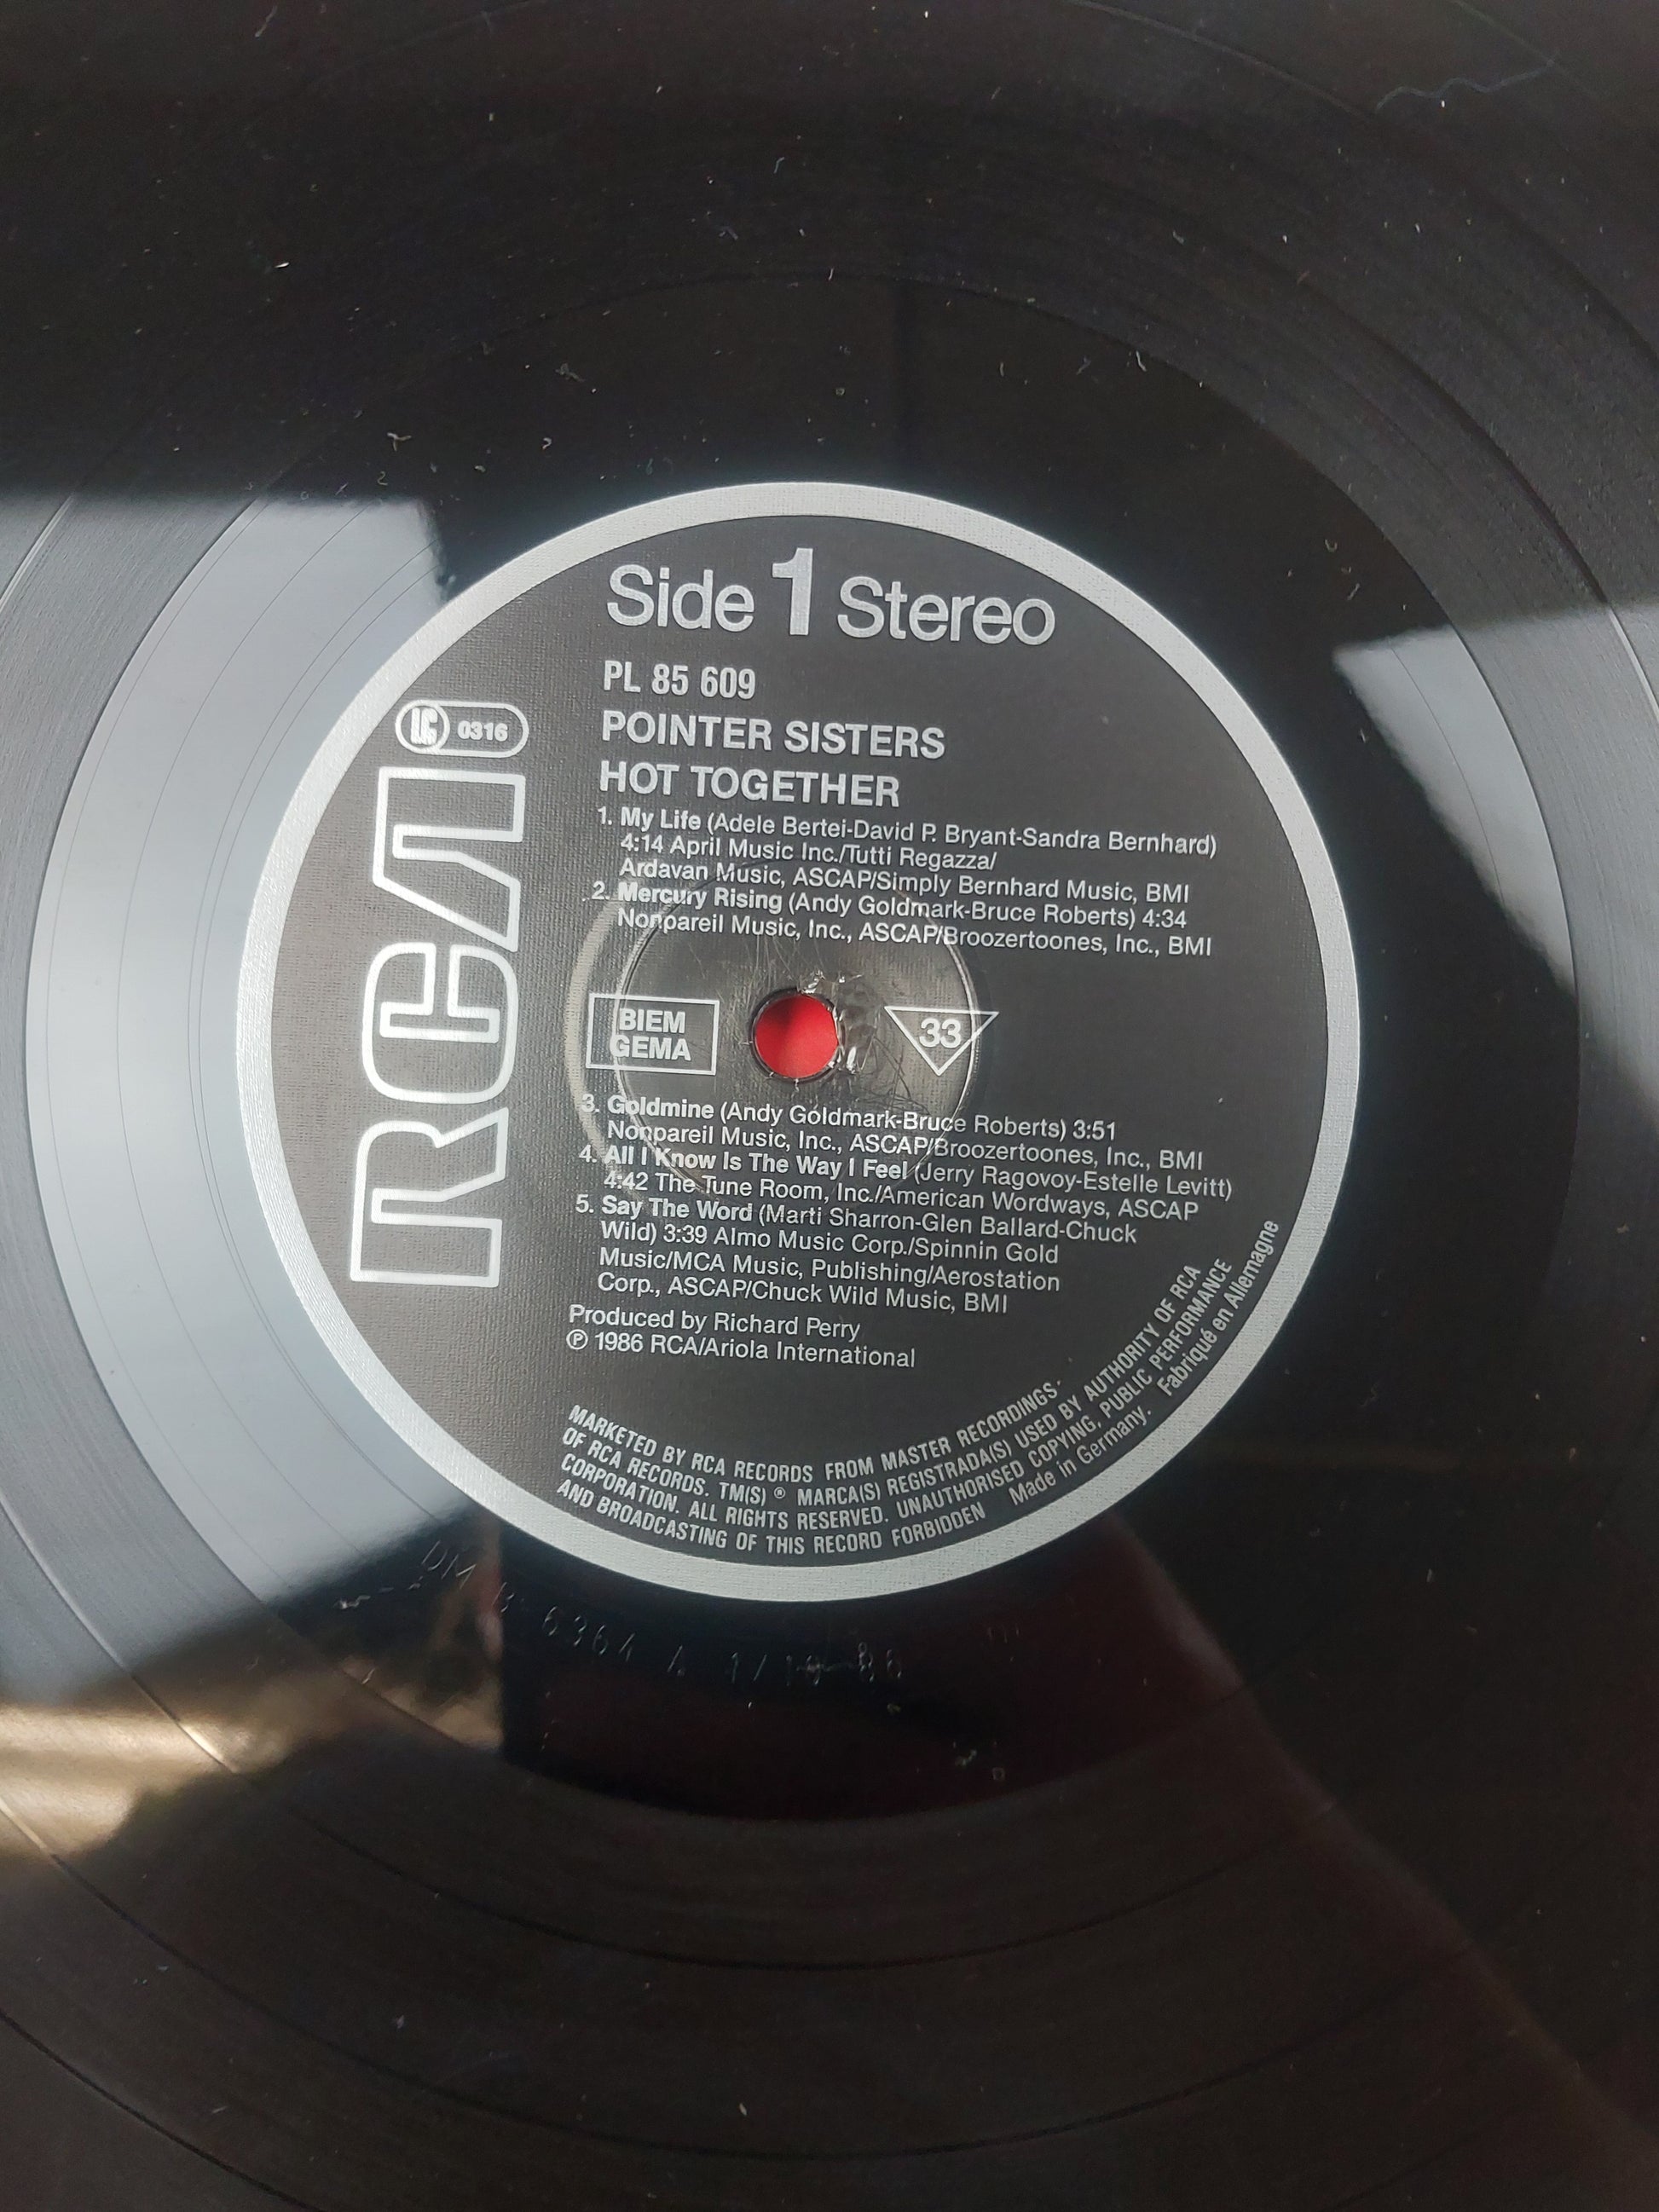 Side 1 Stereo
PL 85 609
POINTER SISTERS
HOT TOGETHER
LC 0316
RCA
1. My Life (Adele Bertei-David P. Bryant-Sandra Bernhard)
4:14 April Music Inc./Tutti Regazza/
Ardavan Music, ASCAP/Simply Bernhard Music, BMI
2. Mercury Rising (Andy Goldmark-Bruce Roberts) 4:34
Nonpareil Music, Inc., ASCAP/Broozertoones, Inc., BMI
BIEM
GEMA
33
3. Goldmine (Andy Goldmark-Bruce Roberts) 3:51
Nonpareil Music, Inc., ASCAP/Broozertoones, Inc., BMI
4. All I Know Is The Way I Feel (Jerry Ragovoy-Estelle Levitt)
4:42 The Tune Room, Inc./American Wordways, ASCAP
5. Say The Word (Marti Sharron-Glen Ballard-Chuck
Wild) 3:39 Almo Music Corp./Spinnin Gold
Music/MCA Music, Publishing/Aerostation
Corp., ASCAP/Chuck Wild Music, BMI
Produced by Richard Perry
℗ 1986 RCA/Ariola International
MARKETED BY RCA RECORDS FROM MASTER RECORDINGS.
OF RCA RECORDS. TM(S) ® MARCA(S) REGISTRADA(S) USED BY AUTHORITY OF RCA
CORPORATION. ALL RIGHTS RESERVED. UNAUTHORISED COPYING, PUBLIC PERFORMANCE
AND BROADCASTING OF THIS RECORD FORBIDDEN Made in Germany. Fabriqué en Allemagne
6364